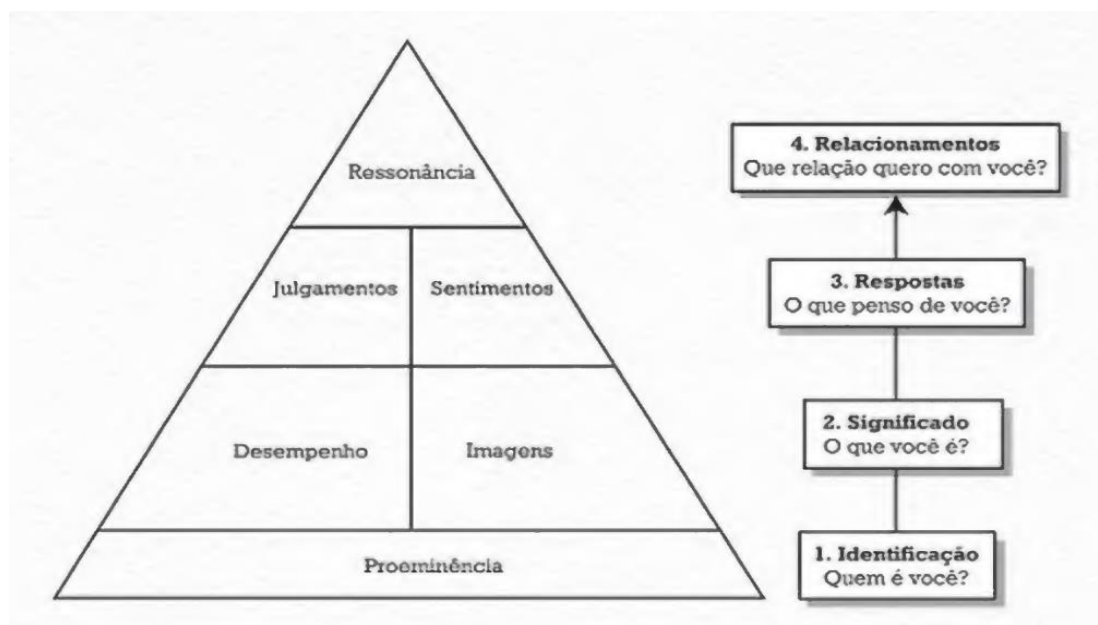 Ressonância
Julgamentos
Sentimentos
Desempenho
Imagens
Proeminência
4. Relacionamentos
Que relação quero com você?
3. Respostas
O que penso de você?
2. Significado
O que você é?
1. Identificação
Quem é você?